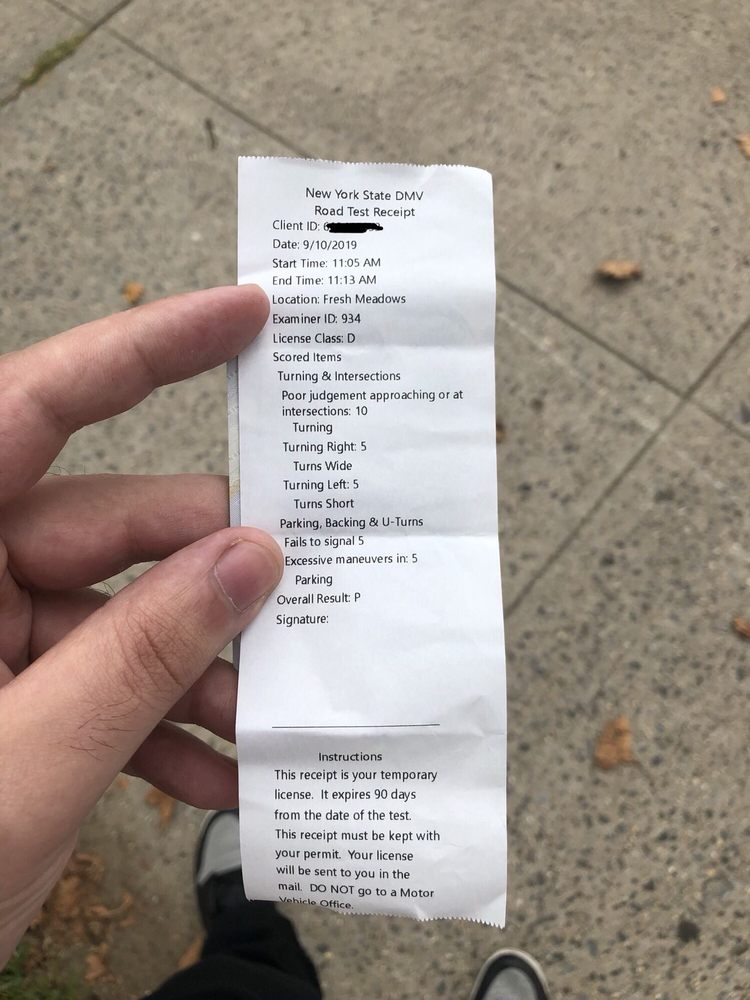 New York State DMV
Road Test Receipt
Client ID: 6
Date: 9/10/2019
Start Time: 11:05 AM
End Time: 11:13 AM
Location: Fresh Meadows
Examiner ID: 934
License Class: D
Scored Items
Turning & Intersections
Poor judgement approaching or at
intersections: 10
Turning
Turning Right: 5
Turns Wide
Turning Left: 5
Turns Short
Parking, Backing & U-Turns
Fails to signal 5
Excessive maneuvers in: 5
Parking
Overall Result: P
Signature:
Instructions
This receipt is your temporary
license. It expires 90 days
from the date of the test.
This receipt must be kept with
your permit. Your license
will be sent to you in the
mail. DO NOT go to a Motor
Vehicle Office.